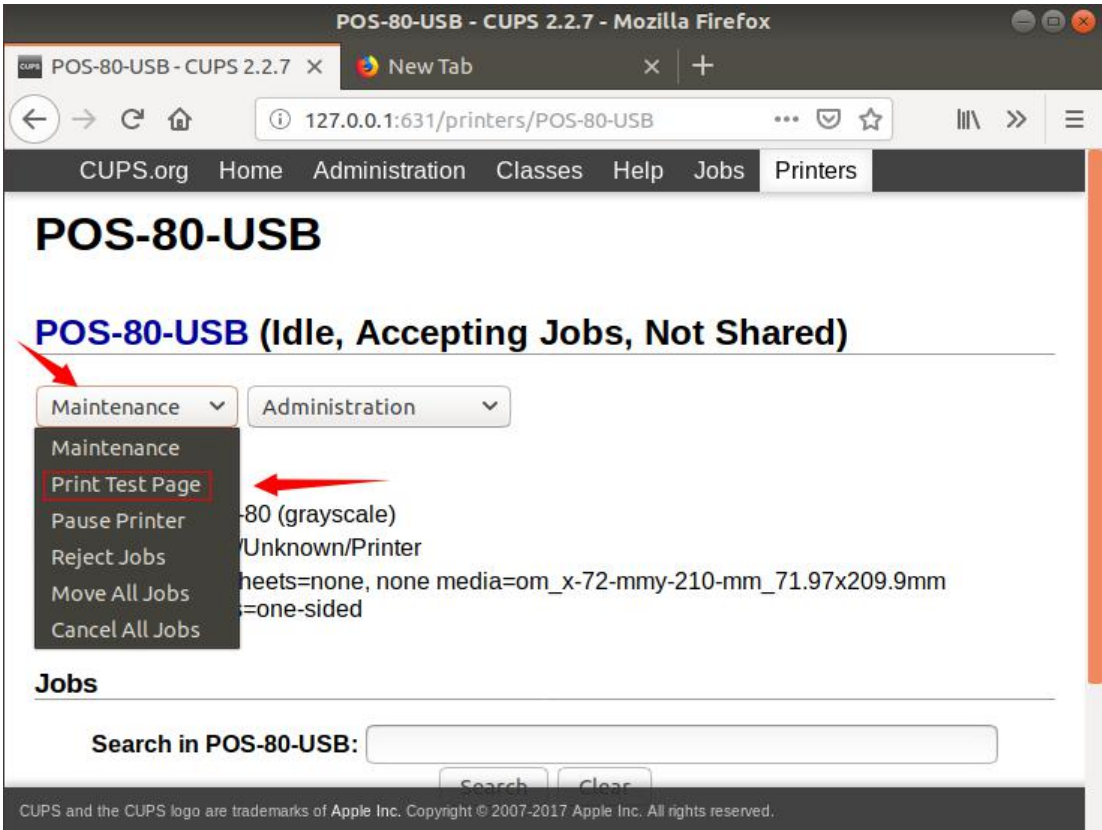 POS-80-USB - CUPS 2.2.7 - Mozilla Firefox
CUPS POS-80-USB - CUPS 2.2.7 New Tab
127.0.0.1:631/printers/POS-80-USB
CUPS.org Home Administration Classes Help Jobs Printers
POS-80-USB
POS-80-USB (Idle, Accepting Jobs, Not Shared)
Maintenance Administration
Maintenance
Print Test Page
Pause Printer
-80 (grayscale)
Reject Jobs
/Unknown/Printer
Move All Jobs
heets=none, none media=om_x-72-mmy-210-mm_71.97x209.9mm
=one-sided
Cancel All Jobs
Jobs
Search in POS-80-USB:
Search Clear
CUPS and the CUPS logo are trademarks of Apple Inc. Copyright © 2007-2017 Apple Inc. All rights reserved.